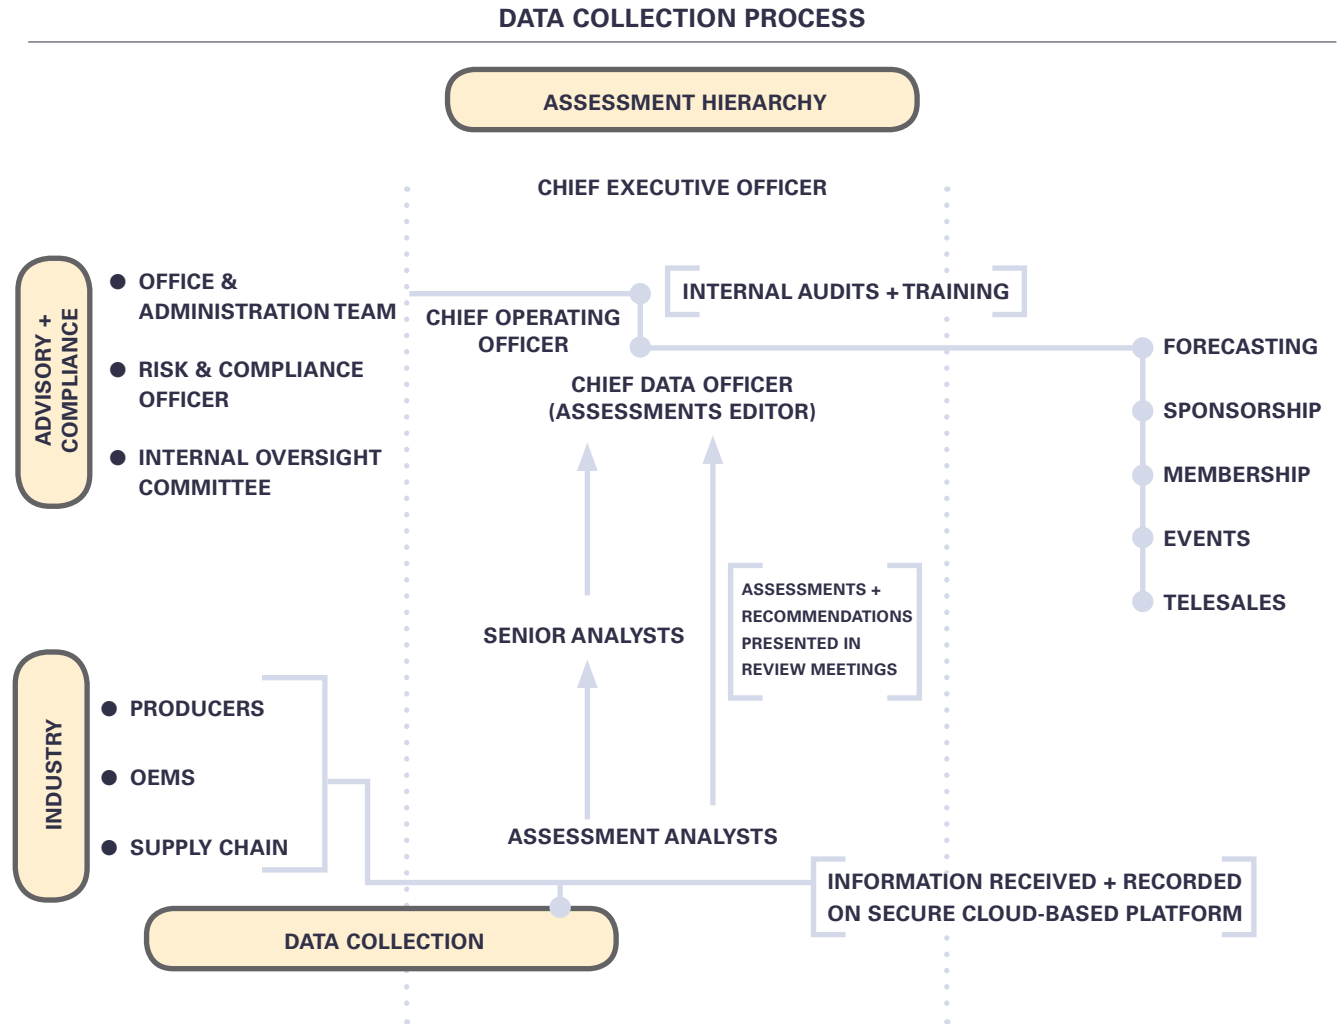 DATA COLLECTION PROCESS
ASSESSMENT HIERARCHY
CHIEF EXECUTIVE OFFICER
ADVISORY +
COMPLIANCE
OFFICE &
ADMINISTRATION TEAM
RISK & COMPLIANCE
OFFICER
INTERNAL OVERSIGHT
COMMITTEE
CHIEF OPERATING
OFFICER
INTERNAL AUDITS + TRAINING
CHIEF DATA OFFICER
(ASSESSMENTS EDITOR)
FORECASTING
SPONSORSHIP
MEMBERSHIP
EVENTS
TELESALES
SENIOR ANALYSTS
ASSESSMENTS +
RECOMMENDATIONS
PRESENTED IN
REVIEW MEETINGS
INDUSTRY
PRODUCERS
OEMS
SUPPLY CHAIN
ASSESSMENT ANALYSTS
INFORMATION RECEIVED + RECORDED
ON SECURE CLOUD-BASED PLATFORM
DATA COLLECTION